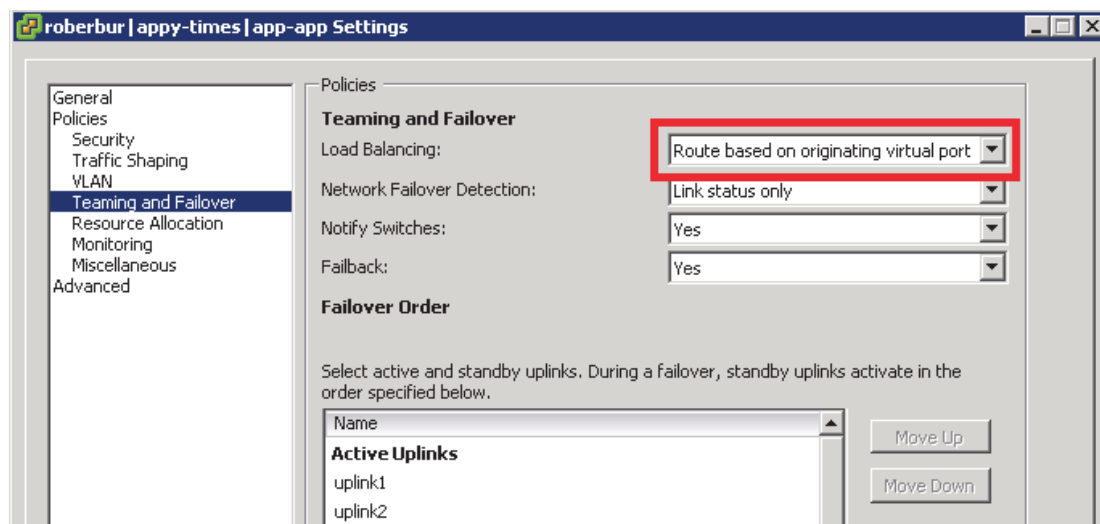 roberbur|appy-times|app-app Settings
General
Policies
Security
Traffic Shaping
VLAN
Teaming and Failover
Resource Allocation
Monitoring
Miscellaneous
Advanced
Policies
Teaming and Failover
Load Balancing: Route based on originating virtual port
Network Failover Detection: Link status only
Notify Switches: Yes
Failback: Yes
Failover Order
Select active and standby uplinks. During a failover, standby uplinks activate in the
order specified below.
Name
Active Uplinks
uplink1
uplink2
Move Up
Move Down